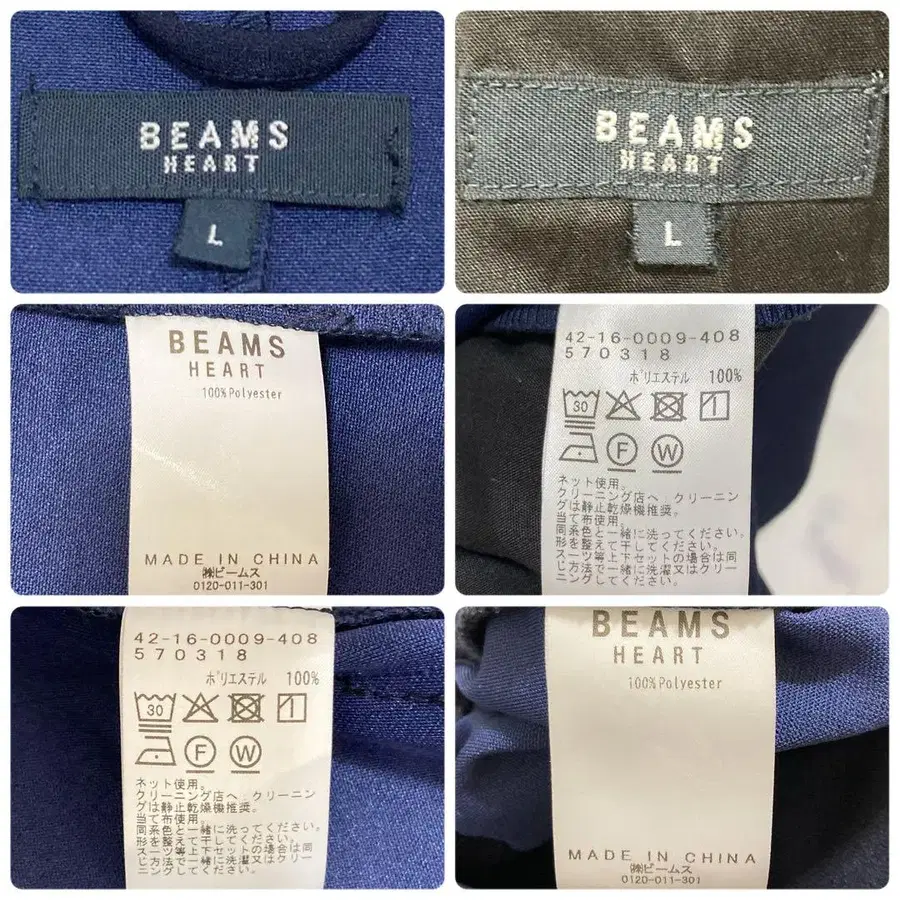 BEAMS
HEART
L
BEAMS
HEART
L
BEAMS
HEART
100% Polyester
MADE IN CHINA
㈱ビームス
0120-011-301
42-16-0009-408
570318
ポリエステル 100%
30
1
F
W
ネット使用。
クリーニング店へ:クリーニン
グは静止乾燥機推奨。
当て布使用。
同系色と一緒に洗ってください。
形を整えて干してください。
スーツ等上下セットの場合は同
じ方法で一緒に洗濯又はクリー
ニングしてください。
42-16-0009-408
570318
ポリエステル 100%
30
1
F
W
ネット使用。
クリーニング店へ:クリーニン
グは静止乾燥機推奨。
当て布使用。
同系色と一緒に洗ってください。
形を整えて干してください。
スーツ等上下セットの場合は同
じ方法で一緒に洗濯又はクリー
ニングしてください。
BEAMS
HEART
100% Polyester
MADE IN CHINA
㈱ビームス
0120-011-301